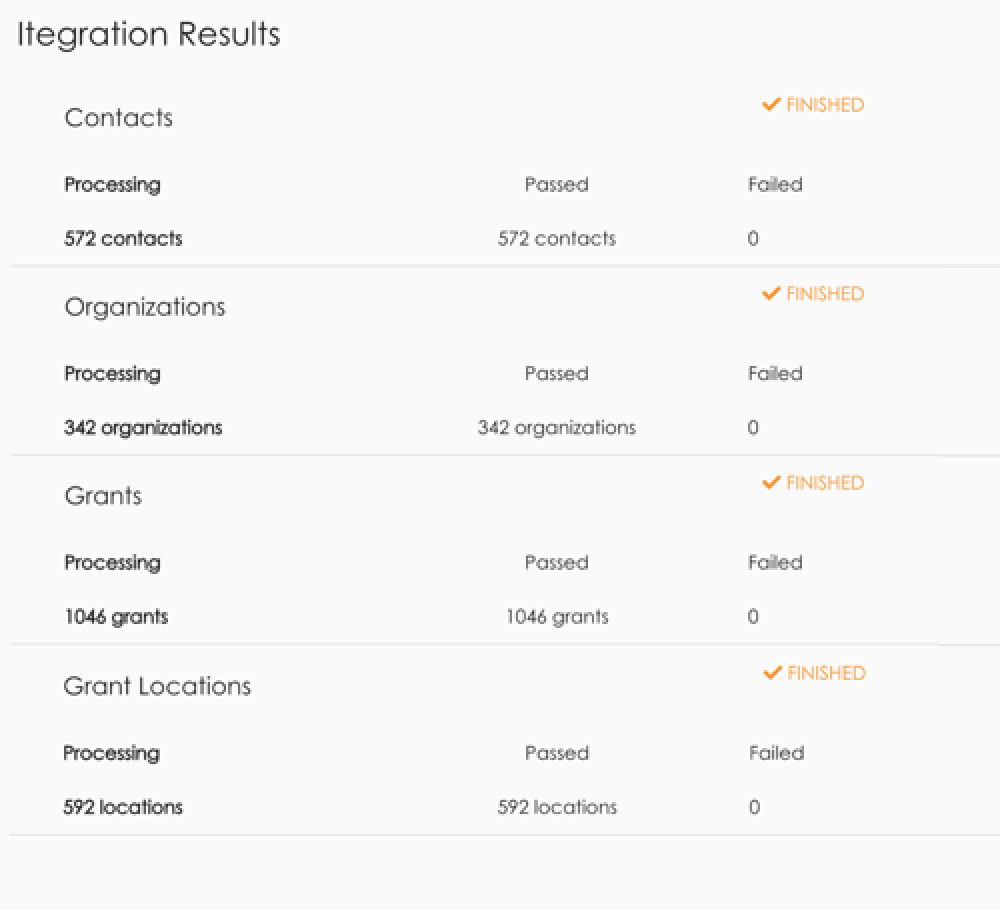 Itegration Results
Contacts
✔ FINISHED
Processing Passed Failed
572 contacts 572 contacts 0
Organizations
✔ FINISHED
Processing Passed Failed
342 organizations 342 organizations 0
Grants
✔ FINISHED
Processing Passed Failed
1046 grants 1046 grants 0
Grant Locations
✔ FINISHED
Processing Passed Failed
592 locations 592 locations 0